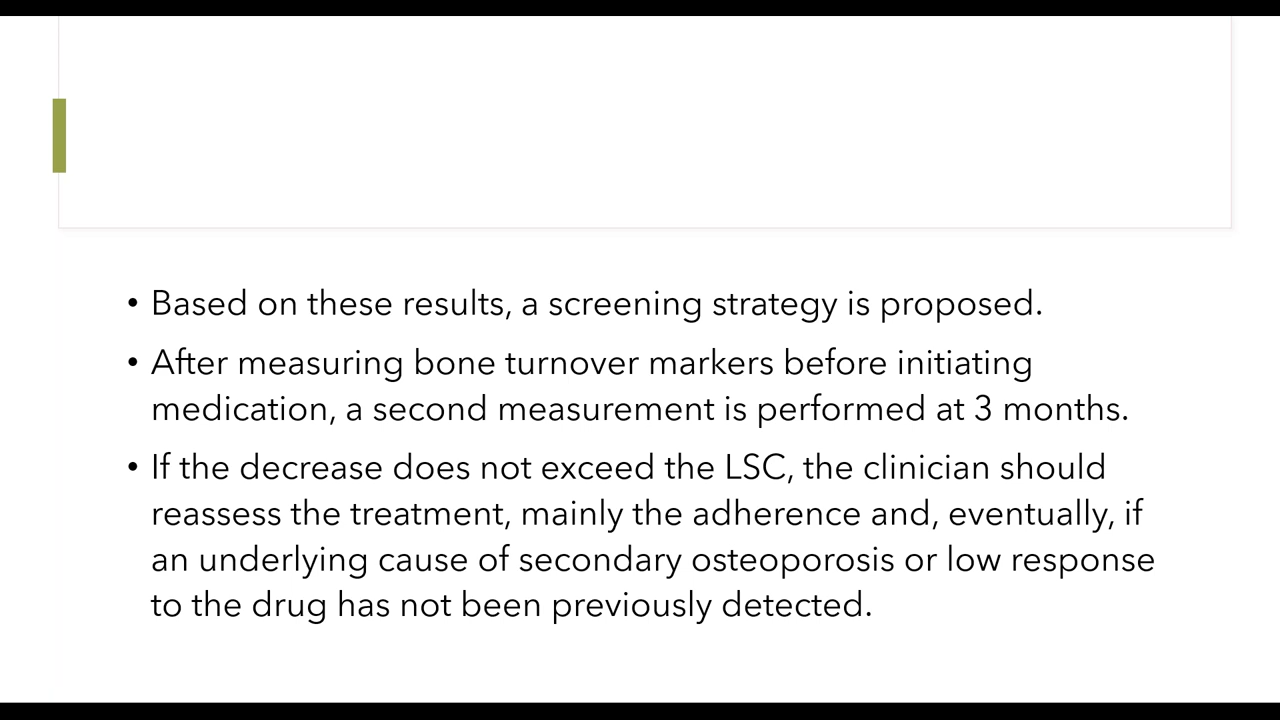 • Based on these results, a screening strategy is proposed.
• After measuring bone turnover markers before initiating
medication, a second measurement is performed at 3 months.
• If the decrease does not exceed the LSC, the clinician should
reassess the treatment, mainly the adherence and, eventually, if
an underlying cause of secondary osteoporosis or low response
to the drug has not been previously detected.